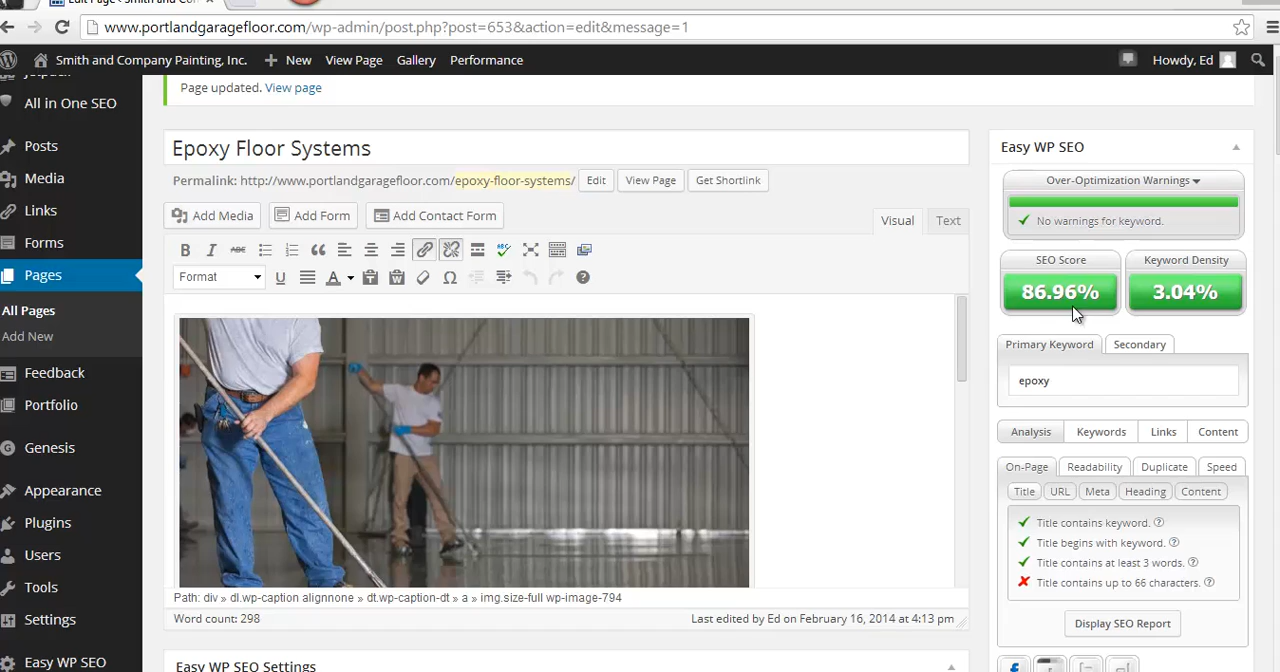 Edit Page ‹ Smith and Com
www.portlandgaragefloor.com/wp-admin/post.php?post=653&action=edit&message=1
Smith and Company Painting, Inc. New View Page Gallery Performance Howdy, Ed
Jetpack
All in One SEO
Posts
Media
Links
Forms
Pages
All Pages
Add New
Feedback
Portfolio
Genesis
Appearance
Plugins
Users
Tools
Settings
Easy WP SEO
Page updated. View page
Epoxy Floor Systems
Permalink: http://www.portlandgaragefloor.com/epoxy-floor-systems/ Edit View Page Get Shortlink
Add Media Add Form Add Contact Form Visual Text
B I ABC
Format U A T W Ω ?
Path: div » dl.wp-caption alignnone » dt.wp-caption-dt » a » img.size-full wp-image-794
Word count: 298 Last edited by Ed on February 16, 2014 at 4:13 pm
Easy WP SEO Settings
Easy WP SEO
Over-Optimization Warnings
No warnings for keyword.
SEO Score Keyword Density
86.96% 3.04%
Primary Keyword Secondary
epoxy
Analysis Keywords Links Content
On-Page Readability Duplicate Speed
Title URL Meta Heading Content
Title contains keyword. ?
Title begins with keyword. ?
Title contains at least 3 words. ?
Title contains up to 66 characters. ?
Display SEO Report